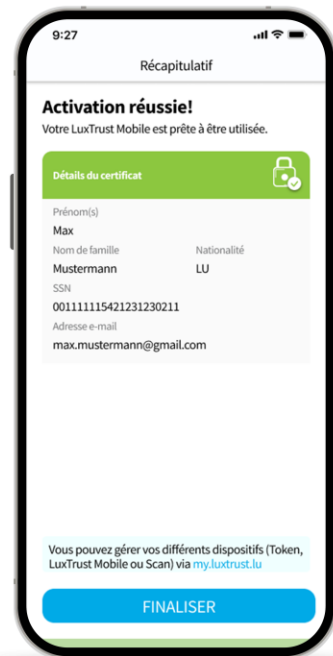 9:27
Récapitulatif
Activation réussie!
Votre LuxTrust Mobile est prête à être utilisée.
Détails du certificat
Prénom(s)
Max
Nom de famille Nationalité
Mustermann LU
SSN
001111115421231230211
Adresse e-mail
max.mustermann@gmail.com
Vous pouvez gérer vos différents dispositifs (Token,
LuxTrust Mobile ou Scan) via my.luxtrust.lu
FINALISER